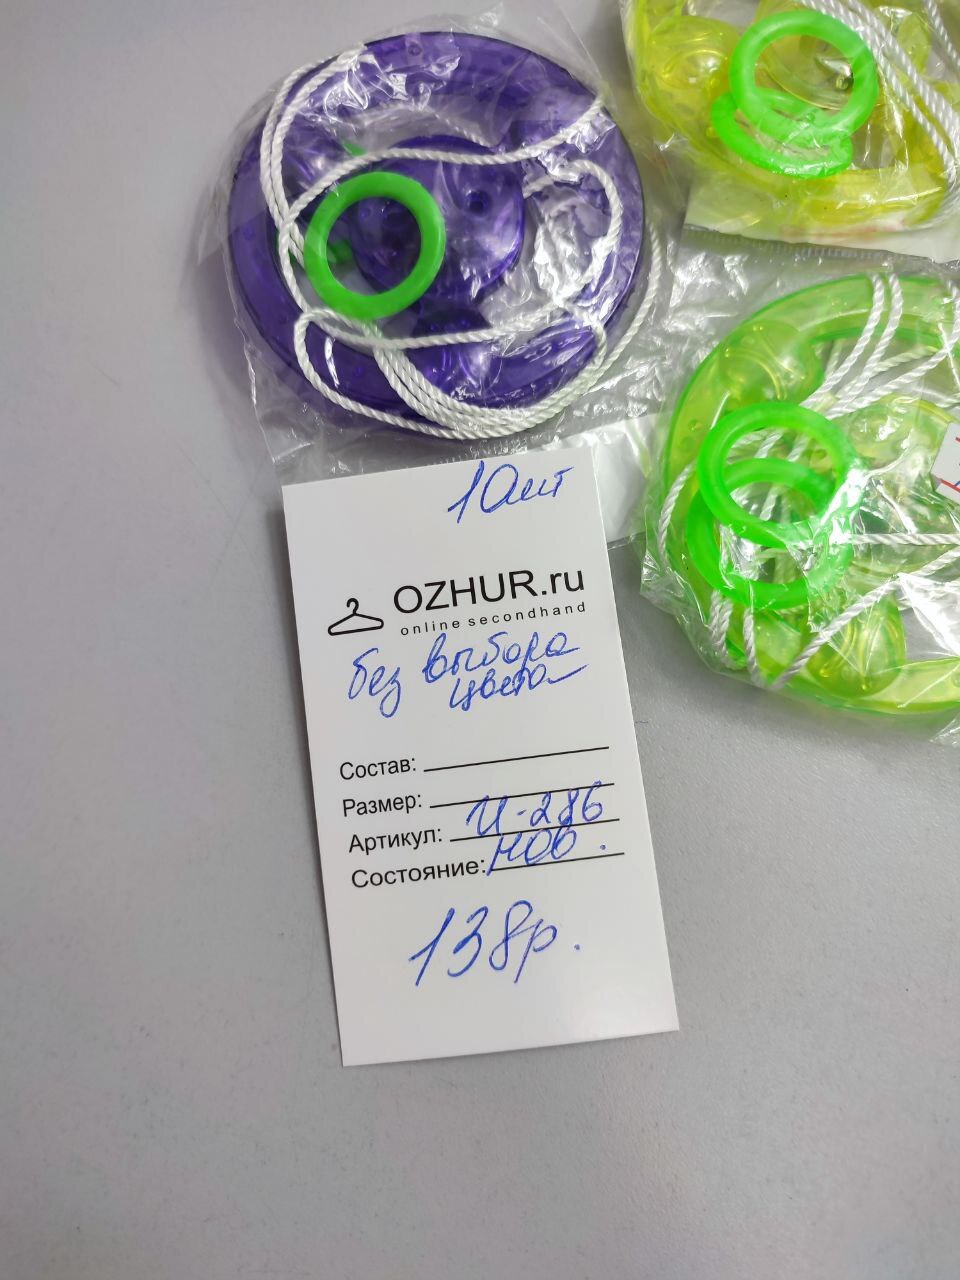 10шт
OZHUR.ru
online secondhand
без выбора
цвета
Состав:
Размер:
Артикул: И-286
Состояние: нов.
138р.